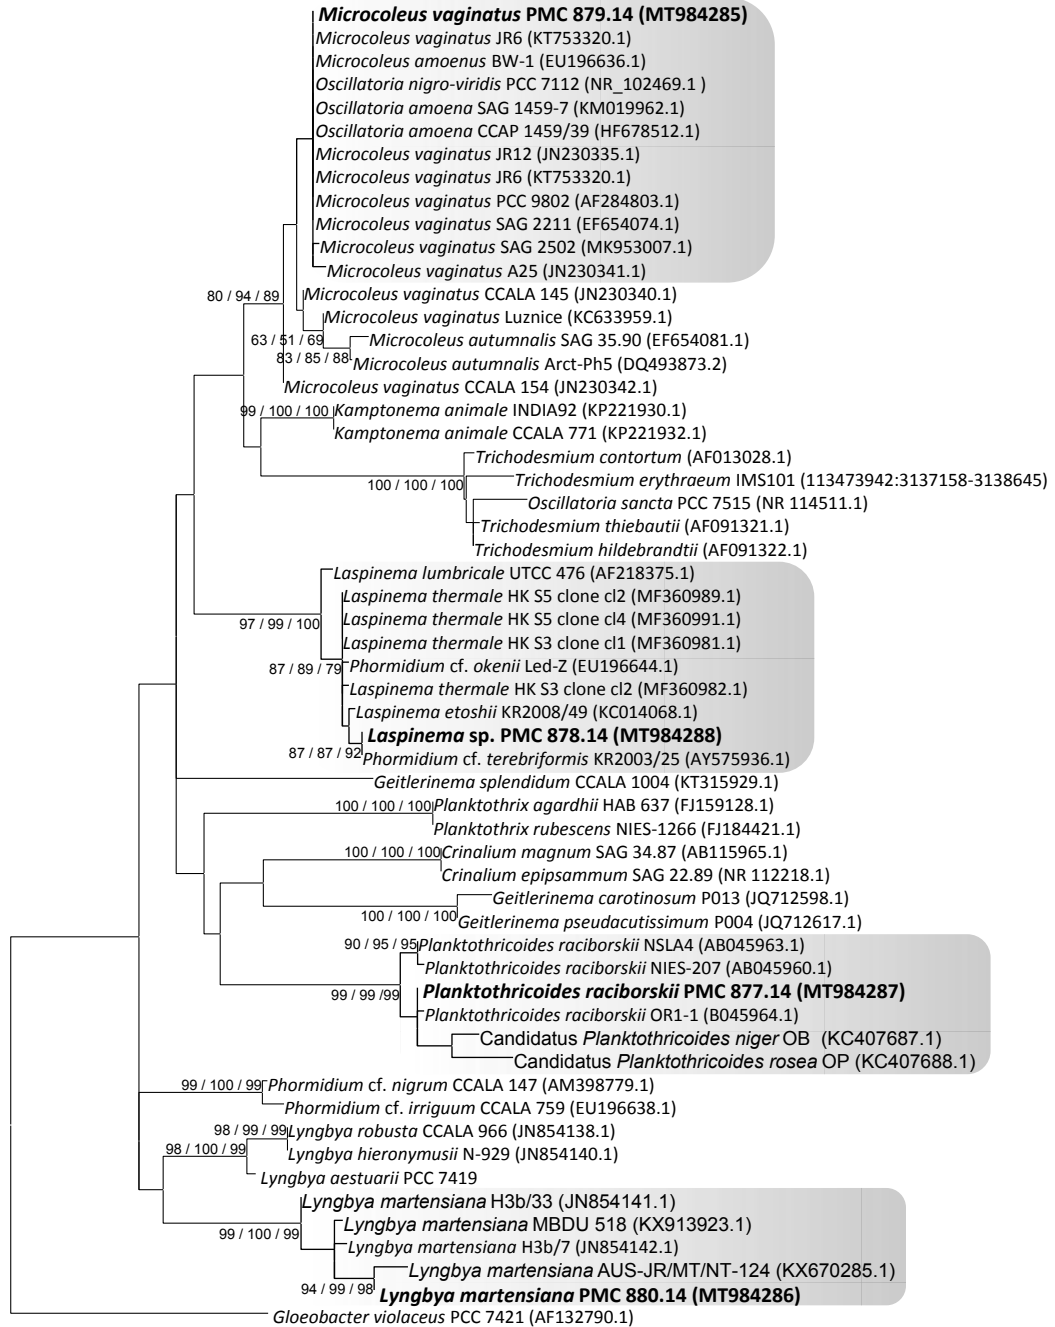 Microcoleus vaginatus PMC 879.14 (MT984285)
Microcoleus vaginatus JR6 (KT753320.1)
Microcoleus amoenus BW-1 (EU196636.1)
Oscillatoria nigro-viridis PCC 7112 (NR_102469.1 )
Oscillatoria amoena SAG 1459-7 (KM019962.1)
Oscillatoria amoena CCAP 1459/39 (HF678512.1)
Microcoleus vaginatus JR12 (JN230335.1)
Microcoleus vaginatus JR6 (KT753320.1)
Microcoleus vaginatus PCC 9802 (AF284803.1)
Microcoleus vaginatus SAG 2211 (EF654074.1)
Microcoleus vaginatus SAG 2502 (MK953007.1)
Microcoleus vaginatus A25 (JN230341.1)
80 / 94 / 89 Microcoleus vaginatus CCALA 145 (JN230340.1)
Microcoleus vaginatus Luznice (KC633959.1)
63 / 51 / 69 Microcoleus autumnalis SAG 35.90 (EF654081.1)
83 / 85 / 88 Microcoleus autumnalis Arct-Ph5 (DQ493873.2)
Microcoleus vaginatus CCALA 154 (JN230342.1)
99 / 100 / 100 Kamptonema animale INDIA92 (KP221930.1)
Kamptonema animale CCALA 771 (KP221932.1)
Trichodesmium contortum (AF013028.1)
100 / 100 / 100 Trichodesmium erythraeum IMS101 (113473942:3137158-3138645)
Oscillatoria sancta PCC 7515 (NR 114511.1)
Trichodesmium thiebautii (AF091321.1)
Trichodesmium hildebrandtii (AF091322.1)
Laspinema lumbricale UTCC 476 (AF218375.1)
Laspinema thermale HK S5 clone cl2 (MF360989.1)
97 / 99 / 100 Laspinema thermale HK S5 clone cl4 (MF360991.1)
Laspinema thermale HK S3 clone cl1 (MF360981.1)
87 / 89 / 79 Phormidium cf. okenii Led-Z (EU196644.1)
Laspinema thermale HK S3 clone cl2 (MF360982.1)
Laspinema etoshii KR2008/49 (KC014068.1)
Laspinema sp. PMC 878.14 (MT984288)
87 / 87 / 92 Phormidium cf. terebriformis KR2003/25 (AY575936.1)
Geitlerinema splendidum CCALA 1004 (KT315929.1)
100 / 100 / 100 Planktothrix agardhii HAB 637 (FJ159128.1)
Planktothrix rubescens NIES-1266 (FJ184421.1)
100 / 100 / 100 Crinalium magnum SAG 34.87 (AB115965.1)
Crinalium epipsammum SAG 22.89 (NR 112218.1)
Geitlerinema carotinosum P013 (JQ712598.1)
100 / 100 / 100 Geitlerinema pseudacutissimum P004 (JQ712617.1)
90 / 95 / 95 Planktothricoides raciborskii NSLA4 (AB045963.1)
Planktothricoides raciborskii NIES-207 (AB045960.1)
99 / 99 /99 Planktothricoides raciborskii PMC 877.14 (MT984287)
Planktothricoides raciborskii OR1-1 (B045964.1)
Candidatus Planktothricoides niger OB (KC407687.1)
Candidatus Planktothricoides rosea OP (KC407688.1)
99 / 100 / 99 Phormidium cf. nigrum CCALA 147 (AM398779.1)
Phormidium cf. irriguum CCALA 759 (EU196638.1)
98 / 99 / 99 Lyngbya robusta CCALA 966 (JN854138.1)
98 / 100 / 99 Lyngbya hieronymusii N-929 (JN854140.1)
Lyngbya aestuarii PCC 7419
Lyngbya martensiana H3b/33 (JN854141.1)
99 / 100 / 99 Lyngbya martensiana MBDU 518 (KX913923.1)
Lyngbya martensiana H3b/7 (JN854142.1)
Lyngbya martensiana AUS-JR/MT/NT-124 (KX670285.1)
94 / 99 / 98 Lyngbya martensiana PMC 880.14 (MT984286)
Gloeobacter violaceus PCC 7421 (AF132790.1)